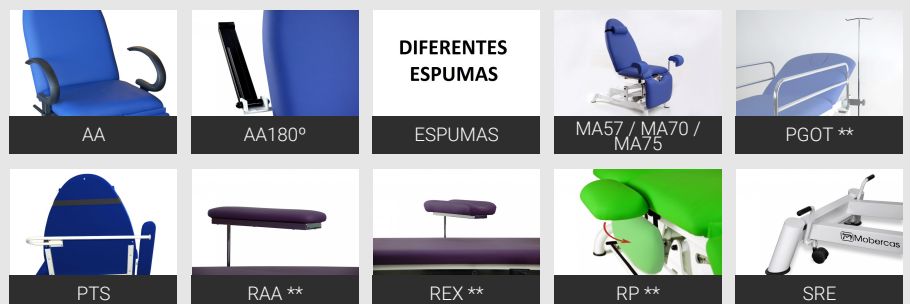 DIFERENTES
ESPUMAS
AA
AA180º
ESPUMAS
MA57 / MA70 /
MA75
PGOT **
Mobercas
PTS
RAA **
REX **
RP **
SRE